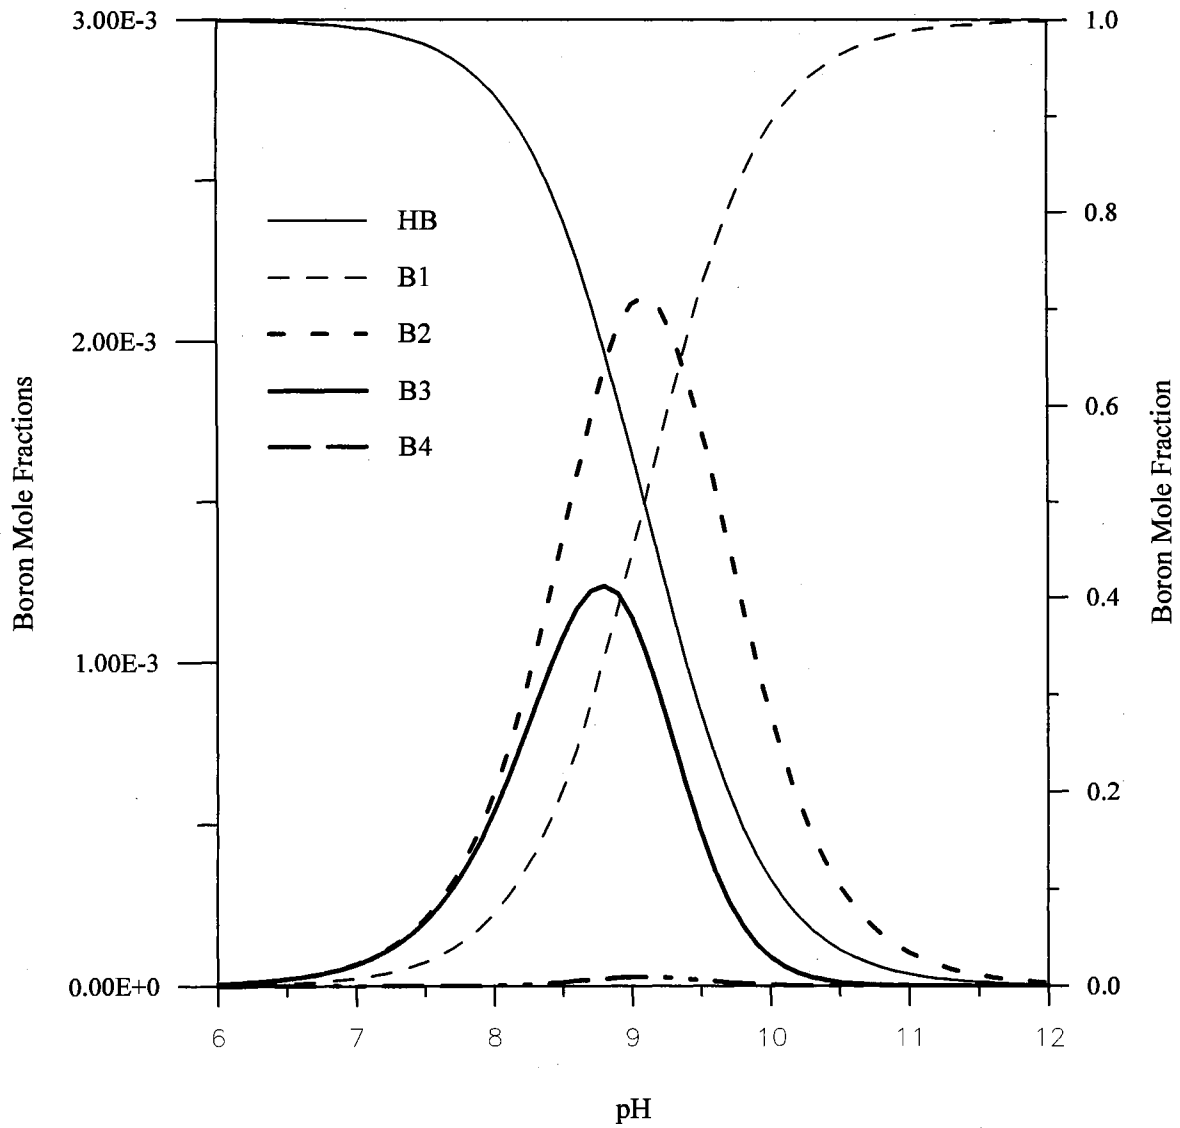 3.00E-3
2.00E-3
1.00E-3
0.00E+0
Boron Mole Fractions
HB
B1
B2
B3
B4
1.0
0.8
0.6
0.4
0.2
0.0
Boron Mole Fraction
6 7 8 9 10 11 12
pH